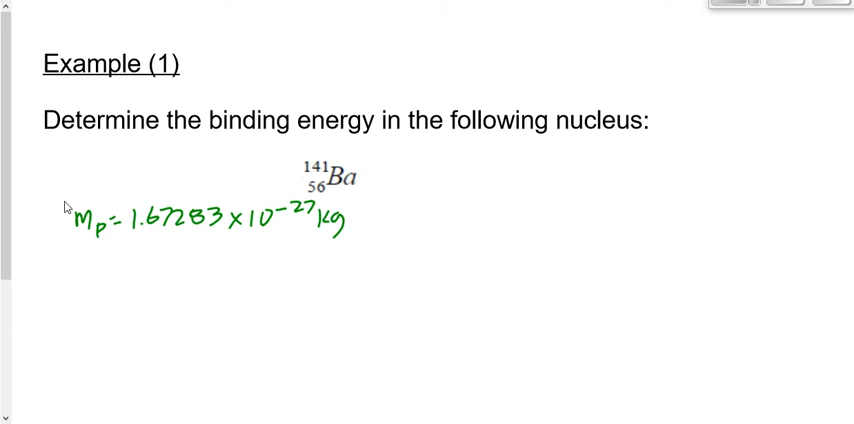 Example (1)
Determine the binding energy in the following nucleus:
¹⁴¹₅₆Ba
mₚ = 1.67283 × 10⁻²⁷ kg